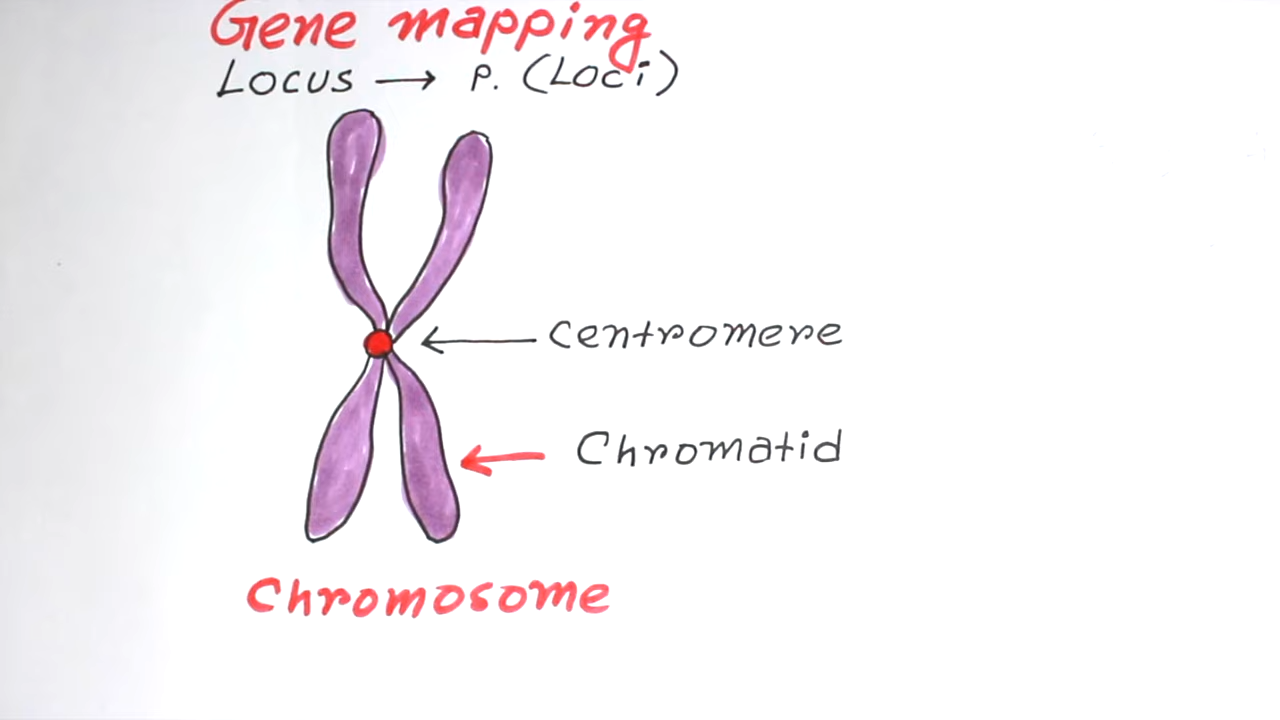 Gene mapping
Locus → P. (Loci)
Centromere
Chromatid
Chromosome